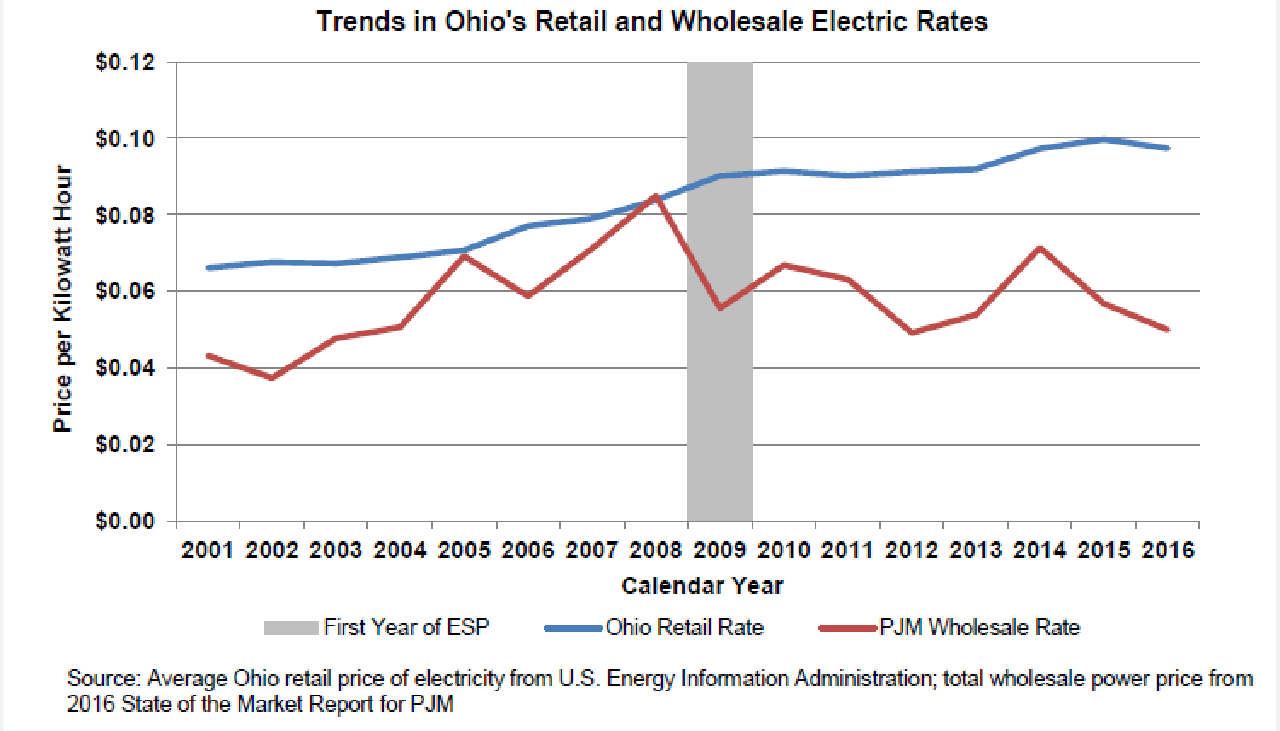 Trends in Ohio's Retail and Wholesale Electric Rates
$0.12
$0.10
$0.08
$0.06
$0.04
$0.02
$0.00
Price per Kilowatt Hour
2001 2002 2003 2004 2005 2006 2007 2008 2009 2010 2011 2012 2013 2014 2015 2016
Calendar Year
First Year of ESP Ohio Retail Rate PJM Wholesale Rate
Source: Average Ohio retail price of electricity from U.S. Energy Information Administration; total wholesale power price from
2016 State of the Market Report for PJM